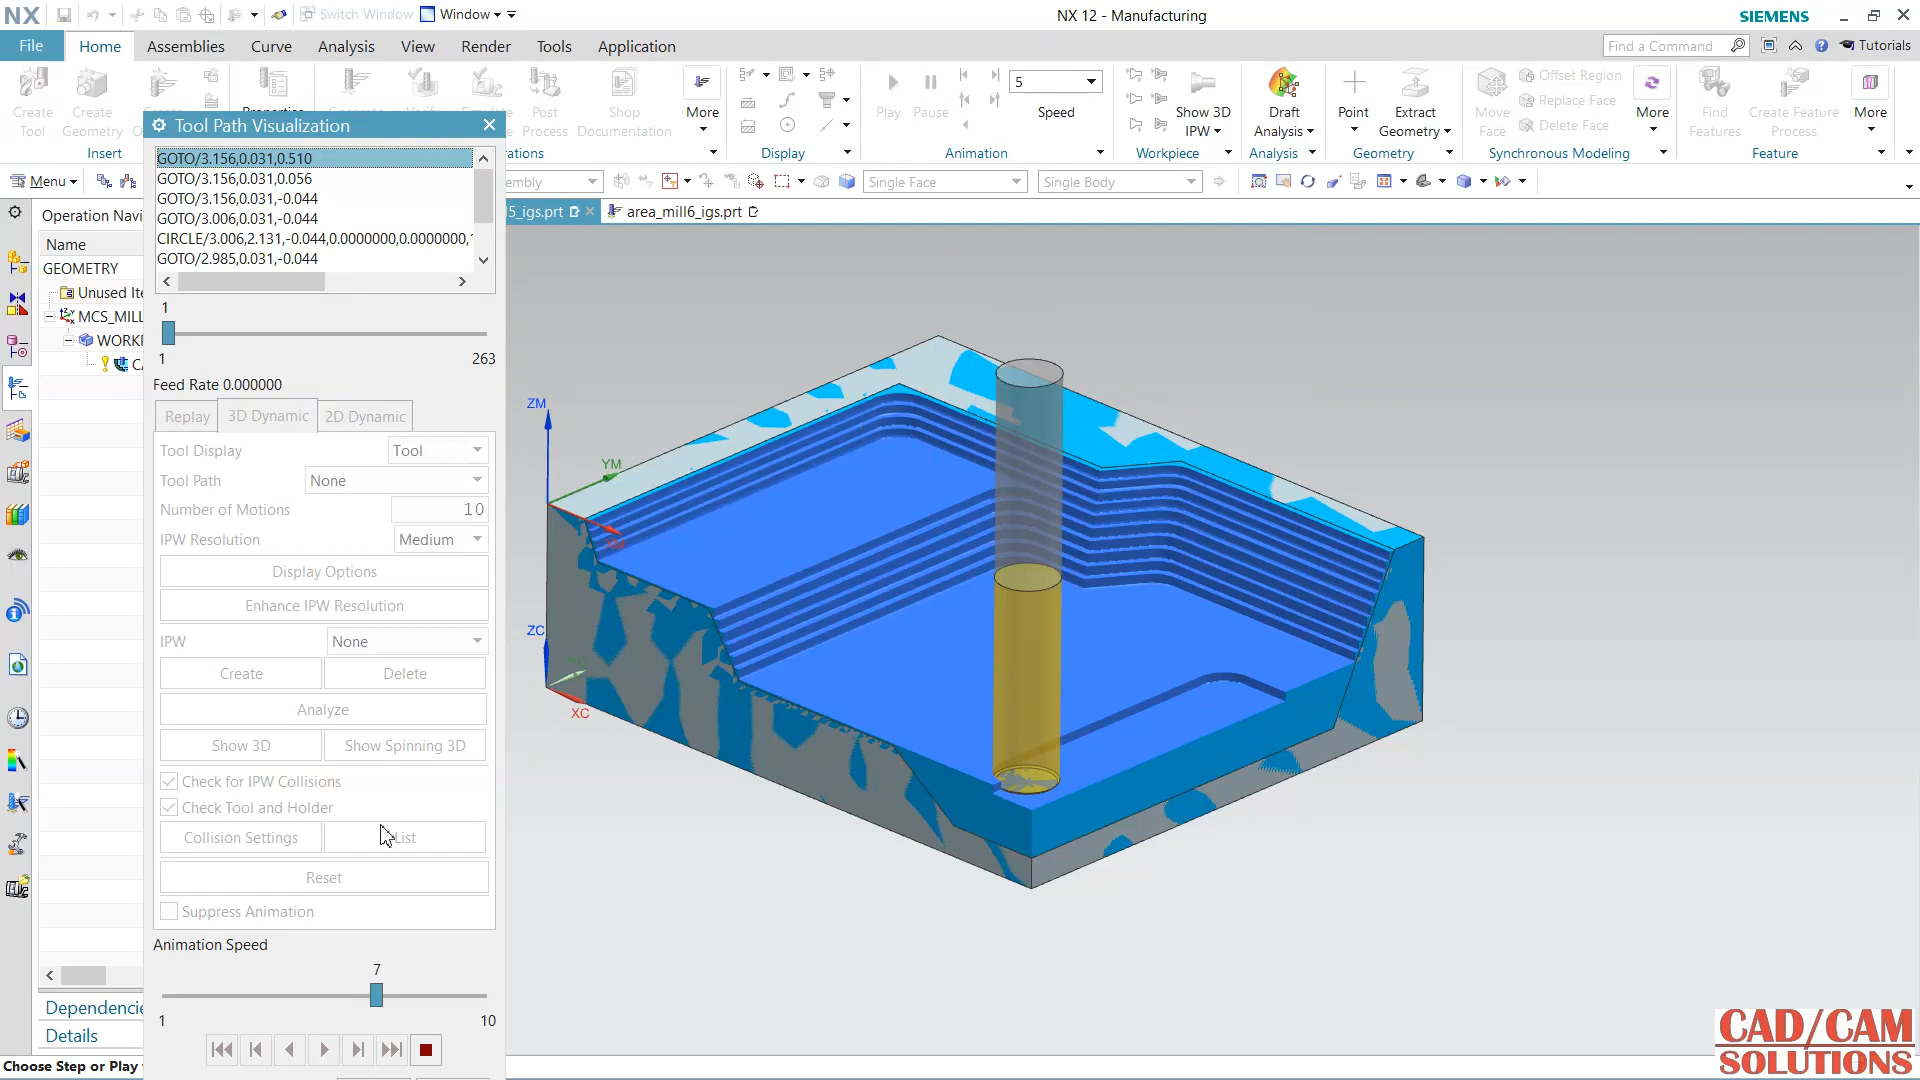 NX
Switch Window
Window
NX 12 - Manufacturing
SIEMENS
File
Home
Assemblies
Curve
Analysis
View
Render
Tools
Application
Find a Command
Tutorials
Create Tool
Create Geometry
Properties
Post Process
Shop Documentation
More
Play
Pause
5
Speed
Show 3D IPW
Draft Analysis
Point
Extract Geometry
Move Face
Offset Region
Replace Face
Delete Face
More
Find Features
Create Feature Process
More
Insert
Display
Animation
Workpiece
Analysis
Geometry
Synchronous Modeling
Feature
Menu
Single Face
Single Body
area_mill6_igs.prt
Operation Navi
Name
GEOMETRY
Unused Ite
MCS_MILL
WORKP
Dependencie
Details
Choose Step or Play
Tool Path Visualization
GOTO/3.156,0.031,0.510
GOTO/3.156,0.031,0.056
GOTO/3.156,0.031,-0.044
GOTO/3.006,0.031,-0.044
CIRCLE/3.006,2.131,-0.044,0.0000000,0.0000000,
GOTO/2.985,0.031,-0.044
1
1
263
Feed Rate 0.000000
Replay
3D Dynamic
2D Dynamic
Tool Display
Tool
Tool Path
None
Number of Motions
10
IPW Resolution
Medium
Display Options
Enhance IPW Resolution
IPW
None
Create
Delete
Analyze
Show 3D
Show Spinning 3D
Check for IPW Collisions
Check Tool and Holder
Collision Settings
List
Reset
Suppress Animation
Animation Speed
7
1
10
ZM
YM
XM
ZC
XC
CAD/CAM
SOLUTIONS